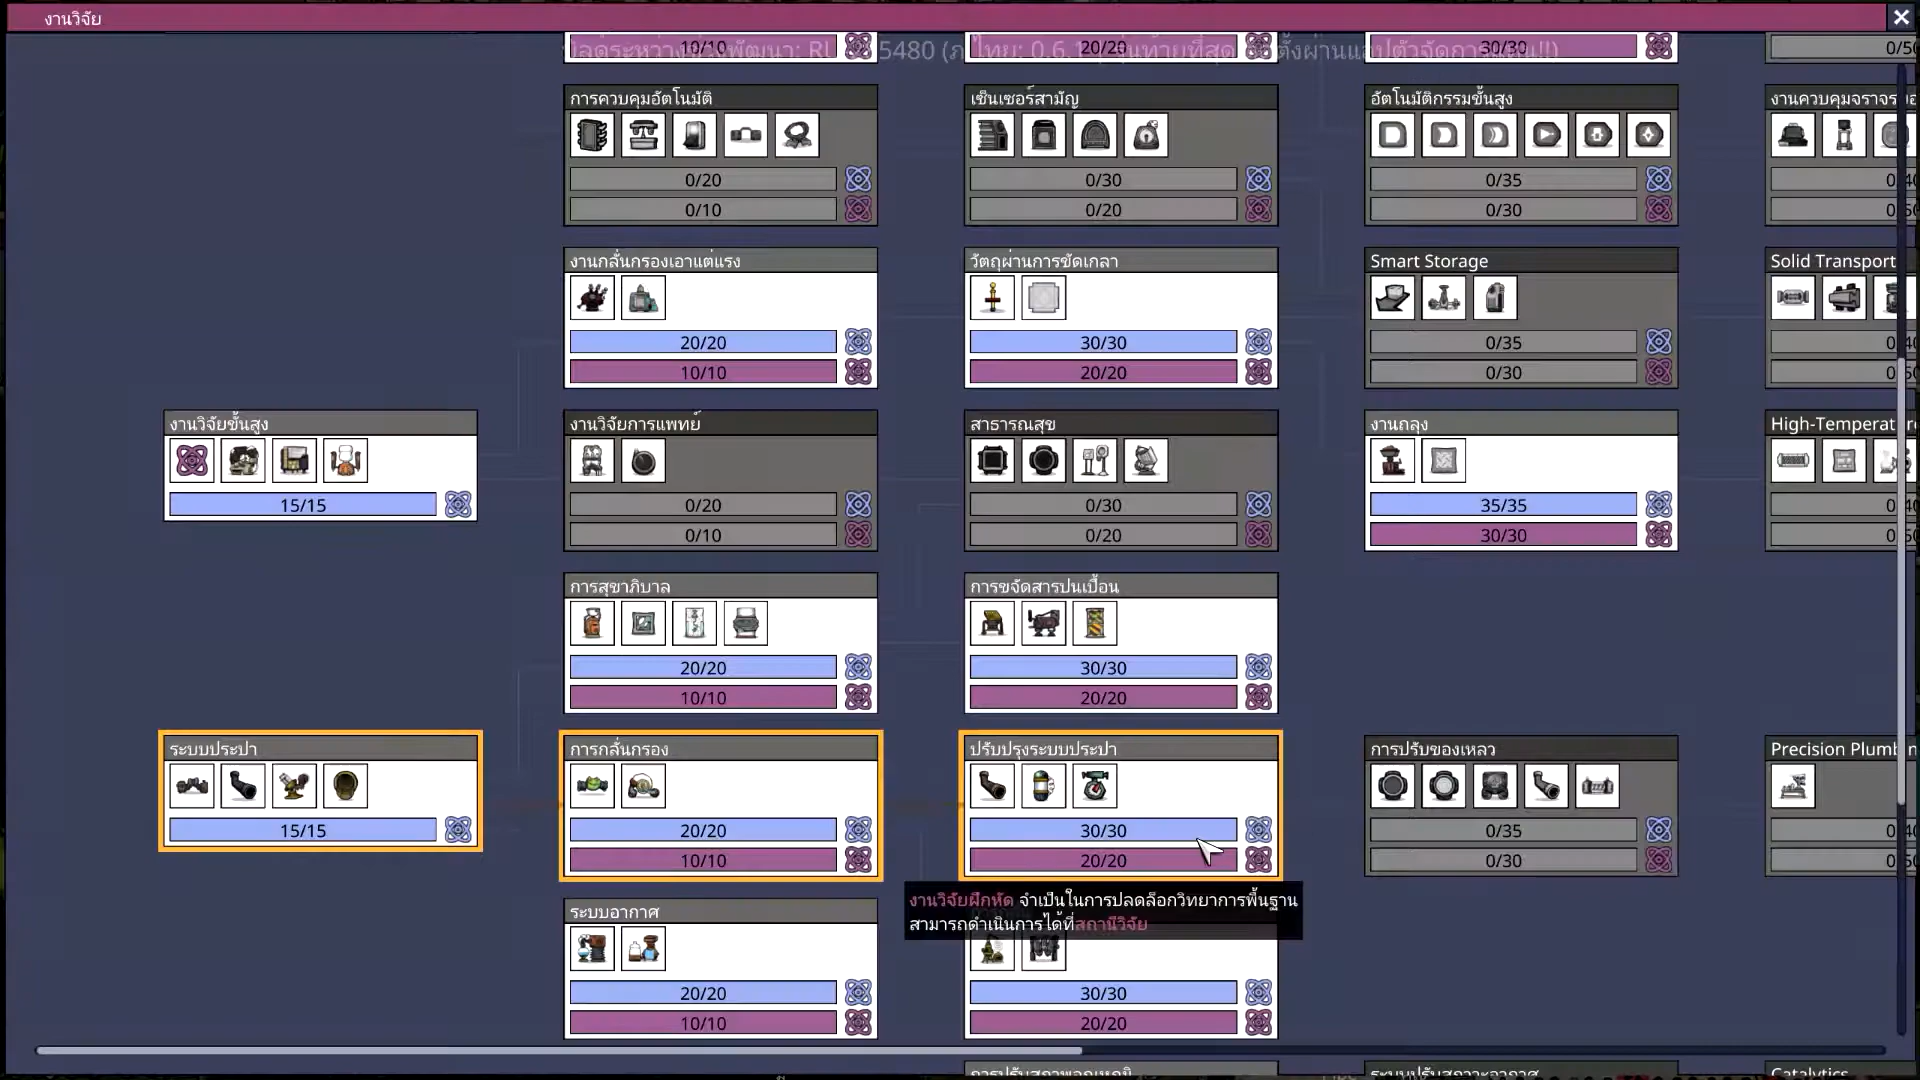 งานวิจัย
10/10
20/20
30/30
0/50
การควบคุมอัตโนมัติ
เซ็นเซอร์สามัญ
อัตโนมัติกรรมขั้นสูง
0/20
0/30
0/35
0/10
0/20
0/30
งานกลั่นกรองเอาแต่แรง
วัตถุผ่านการขัดเกลา
Smart Storage
Solid Transport
20/20
30/30
0/35
10/10
20/20
0/30
งานวิจัยขั้นสูง
งานวิจัยการแพทย์
สาธารณสุข
งานถลุง
High-Temperat
15/15
0/20
0/30
35/35
0/10
0/20
30/30
การสุขาภิบาล
การขจัดสารปนเปื้อน
20/20
30/30
10/10
20/20
ระบบประปา
การกลั่นกรอง
ปรับปรุงระบบประปา
การปรับของเหลว
Precision Plumbin
15/15
20/20
30/30
0/35
10/10
20/20
0/30
งานวิจัยฝึกหัด จำเป็นในการปลดล็อกวิทยาการพื้นฐาน
สามารถดำเนินการได้ที่สถานีวิจัย
ระบบอากาศ
20/20
30/30
10/10
20/20
Catalytics